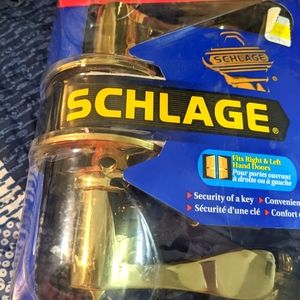 SCHLAGE
SCHLAGE®
Fits Right & Left
Hand Doors
Pour portes ouvrant
à droite ou à gauche
Security of a key
Sécurité d'une clé
Confort